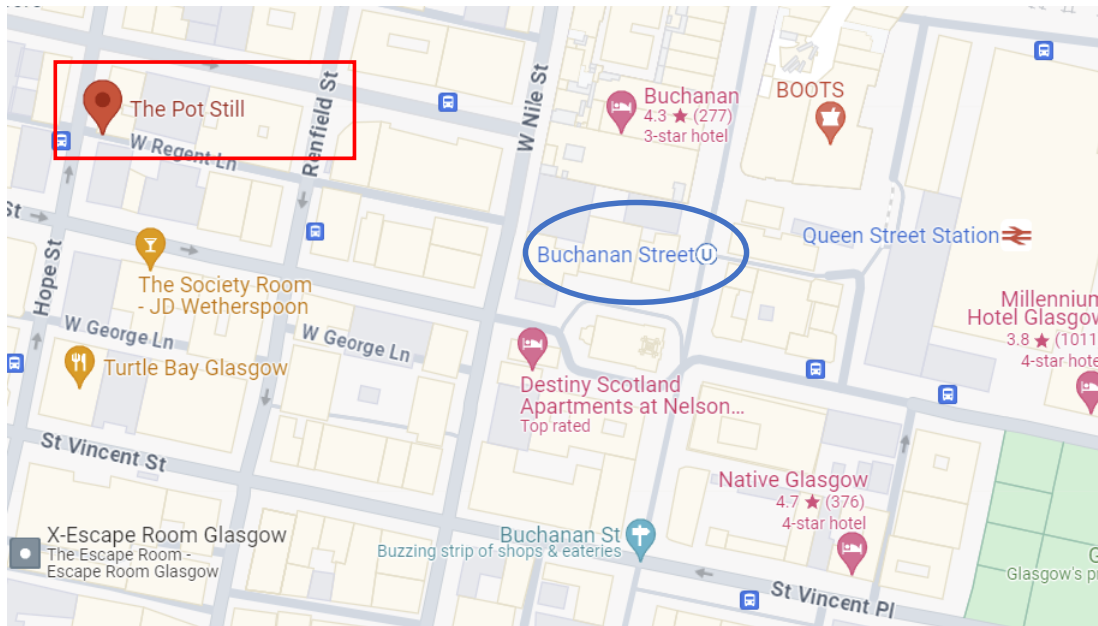 The Pot Still
W Regent Ln
Renfield St
W Nile St
Buchanan
4.3 ★ (277)
3-star hotel
BOOTS
St
Hope St
The Society Room
- JD Wetherspoon
Buchanan Street U
Queen Street Station
Millennium
Hotel Glasgow
3.8 ★ (1011
4-star hote
W George Ln
W George Ln
Turtle Bay Glasgow
Destiny Scotland
Apartments at Nelson...
Top rated
St Vincent St
Native Glasgow
4.7 ★ (376)
4-star hotel
X-Escape Room Glasgow
The Escape Room -
Escape Room Glasgow
Buchanan St
Buzzing strip of shops & eateries
G
Glasgow's p
St Vincent Pl